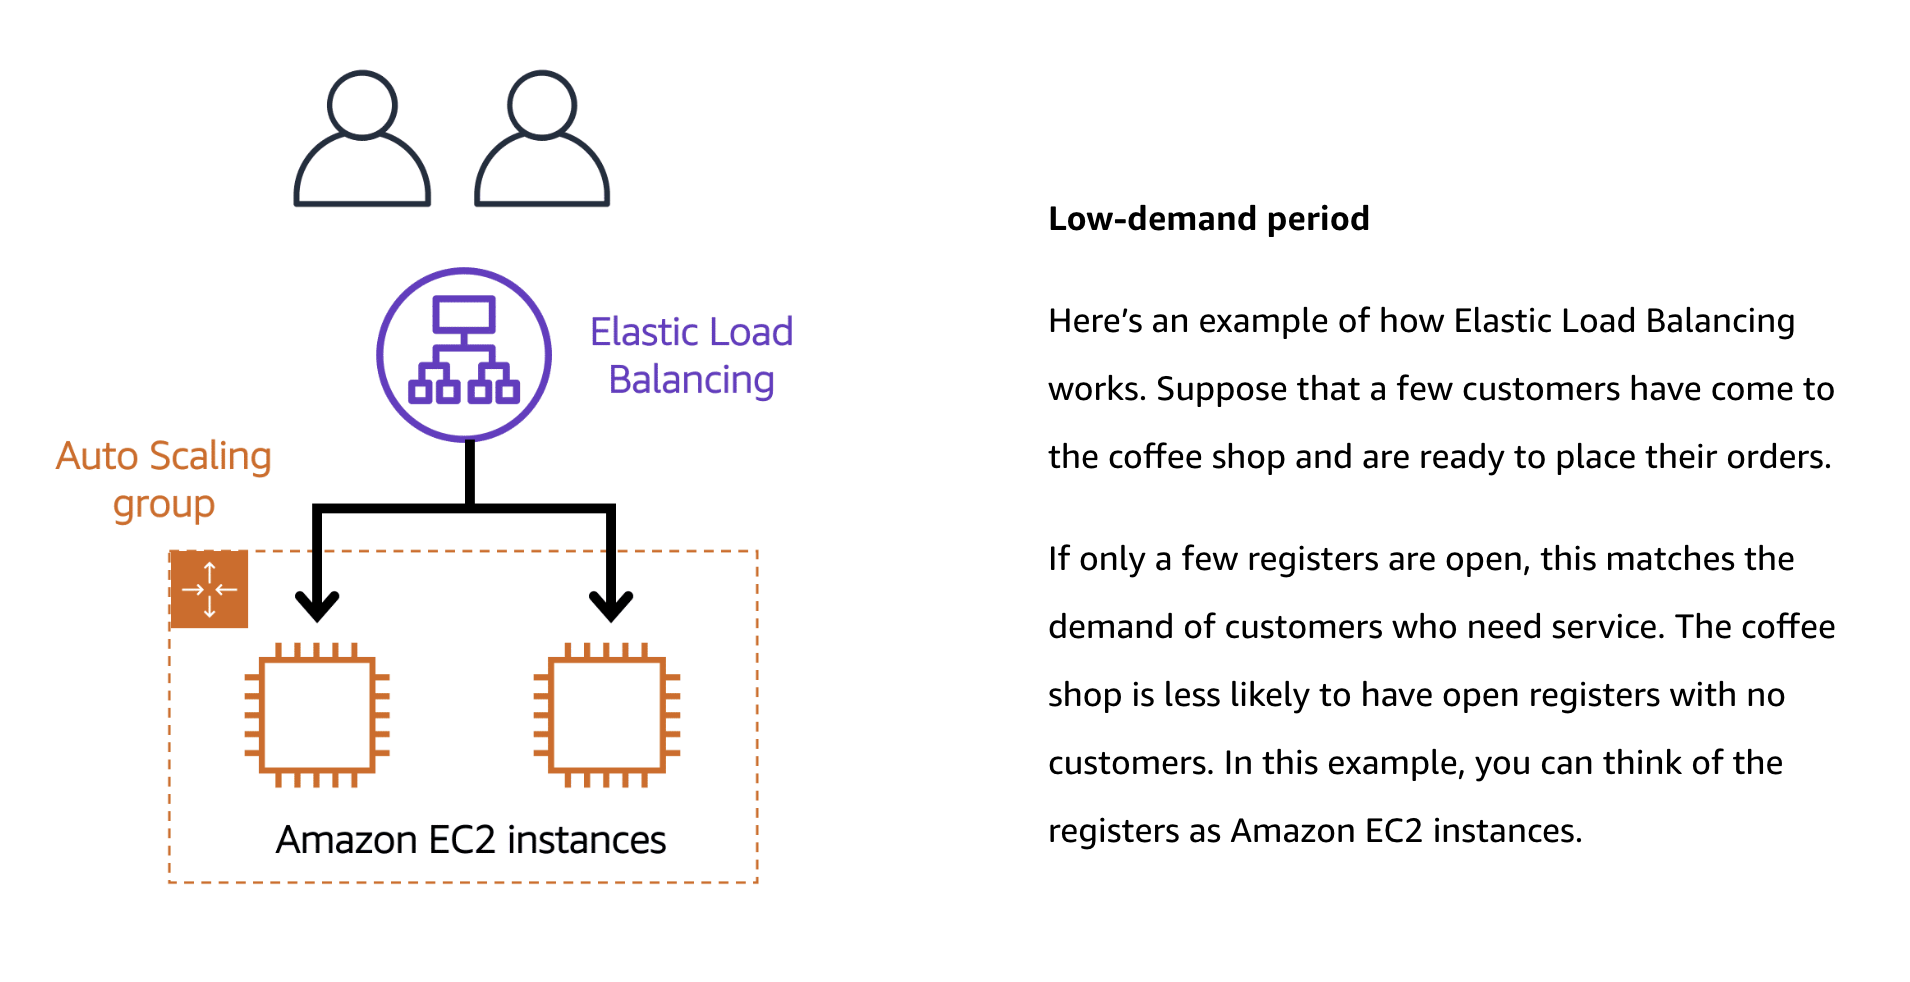 Elastic Load
Balancing
Auto Scaling
group
Amazon EC2 instances
Low-demand period
Here’s an example of how Elastic Load Balancing
works. Suppose that a few customers have come to
the coffee shop and are ready to place their orders.
If only a few registers are open, this matches the
demand of customers who need service. The coffee
shop is less likely to have open registers with no
customers. In this example, you can think of the
registers as Amazon EC2 instances.